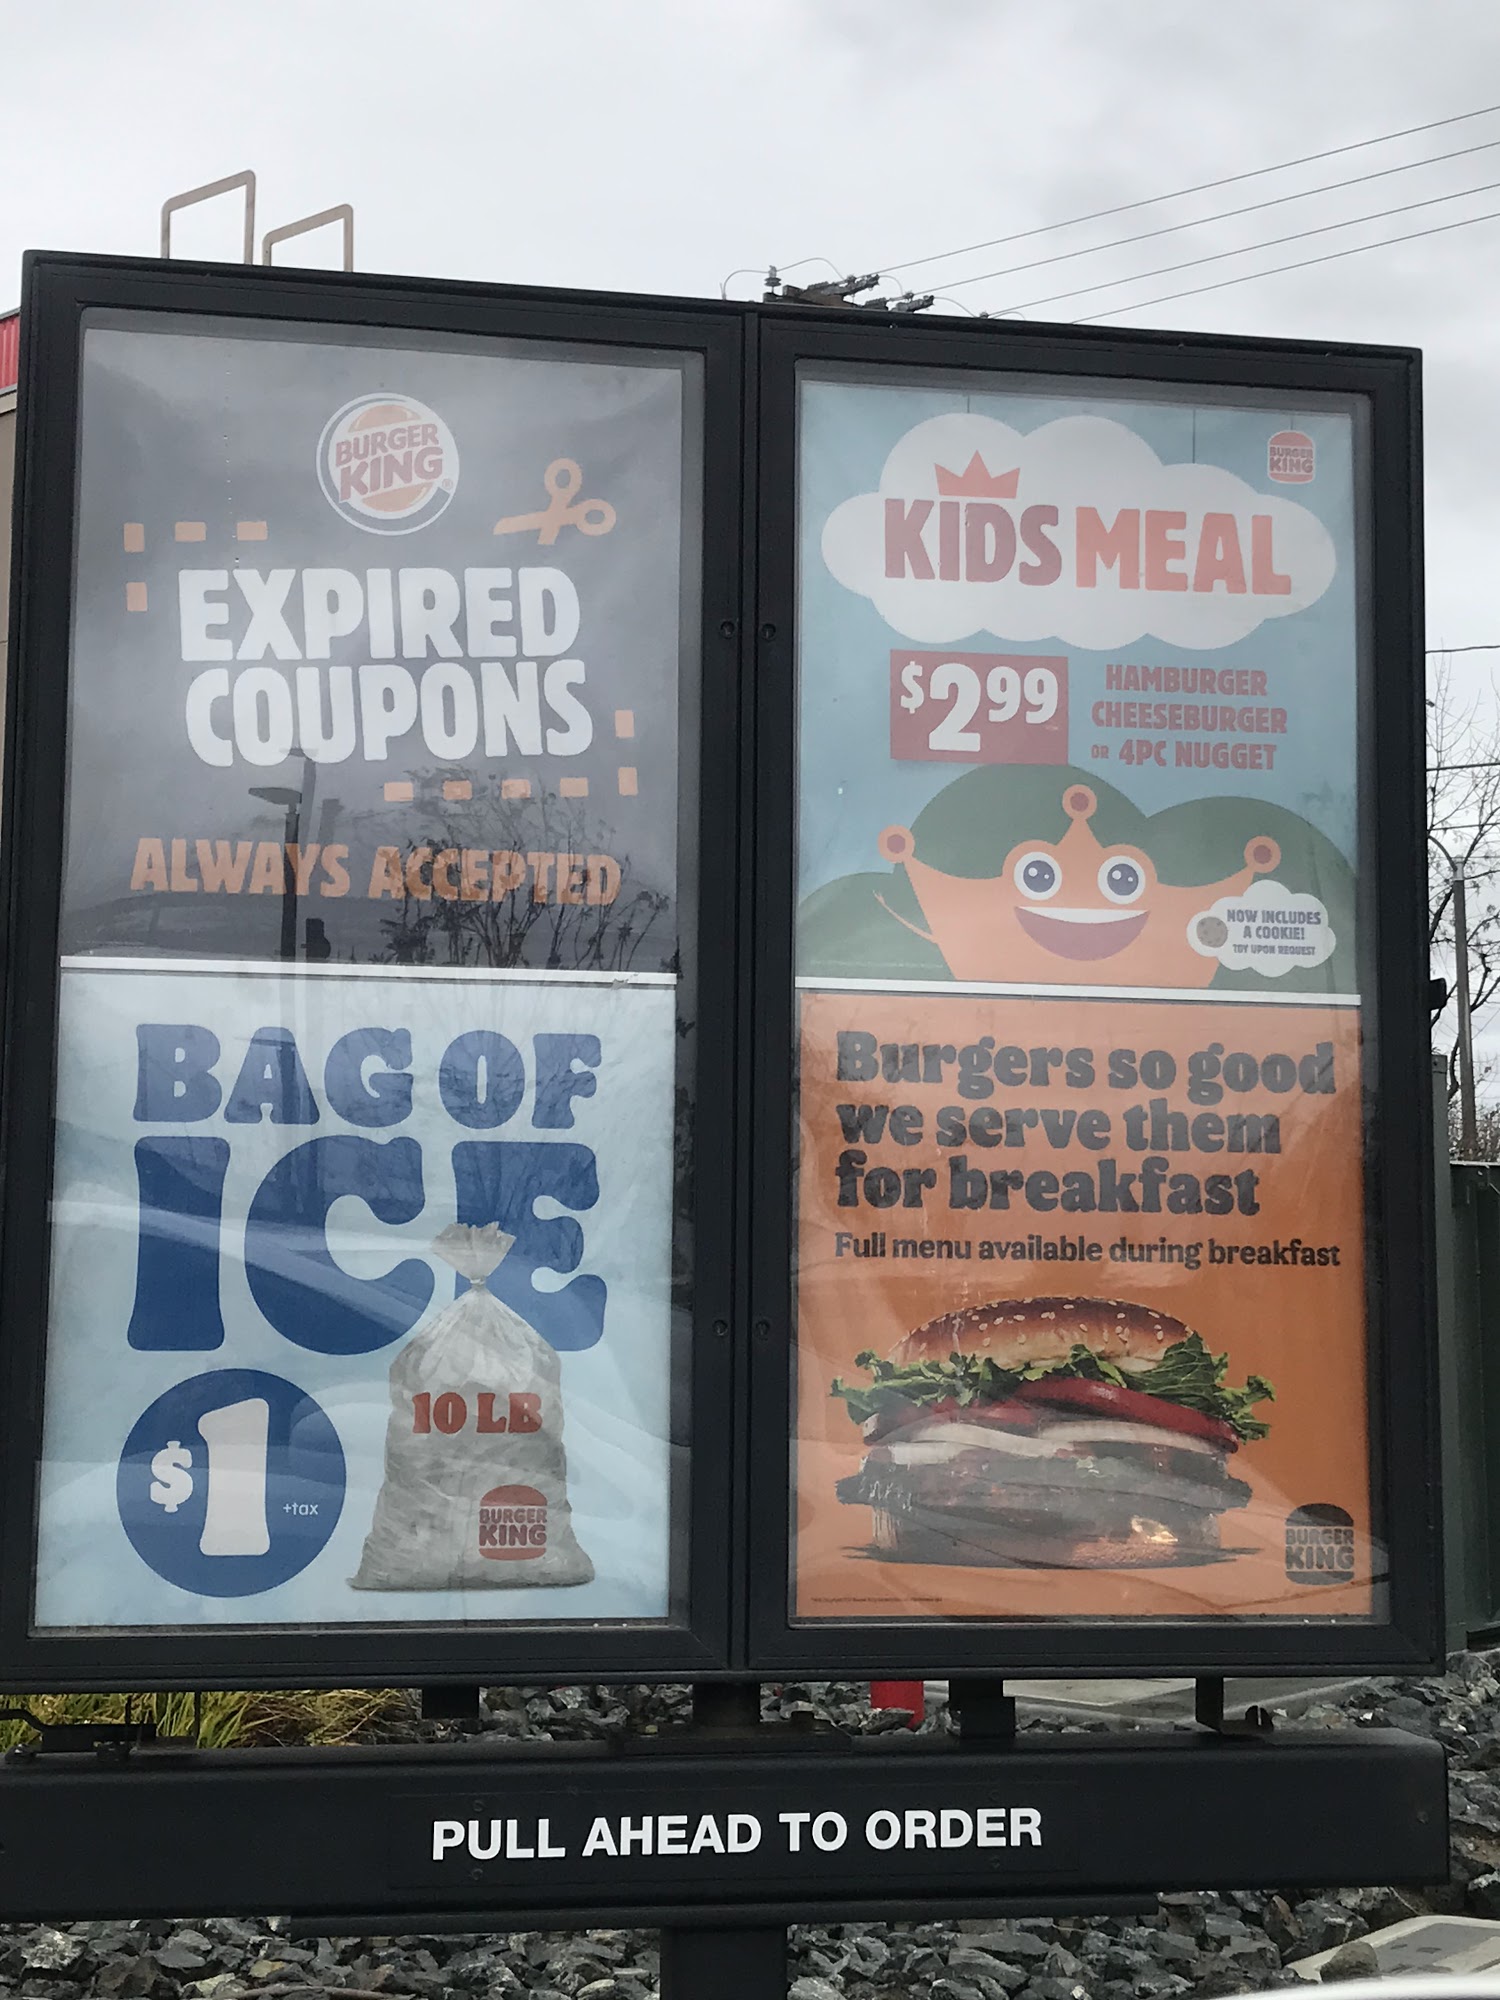 BURGER
KING
EXPIRED
COUPONS
ALWAYS ACCEPTED
BAG OF
ICE
$1 +tax
10 LB
BURGER
KING
BURGER
KING
KIDS MEAL
$2.99
HAMBURGER
CHEESEBURGER
OR 4PC NUGGET
NOW INCLUDES
A COOKIE!
TOY UPON REQUEST
Burgers so good
we serve them
for breakfast
Full menu available during breakfast
BURGER
KING
PULL AHEAD TO ORDER